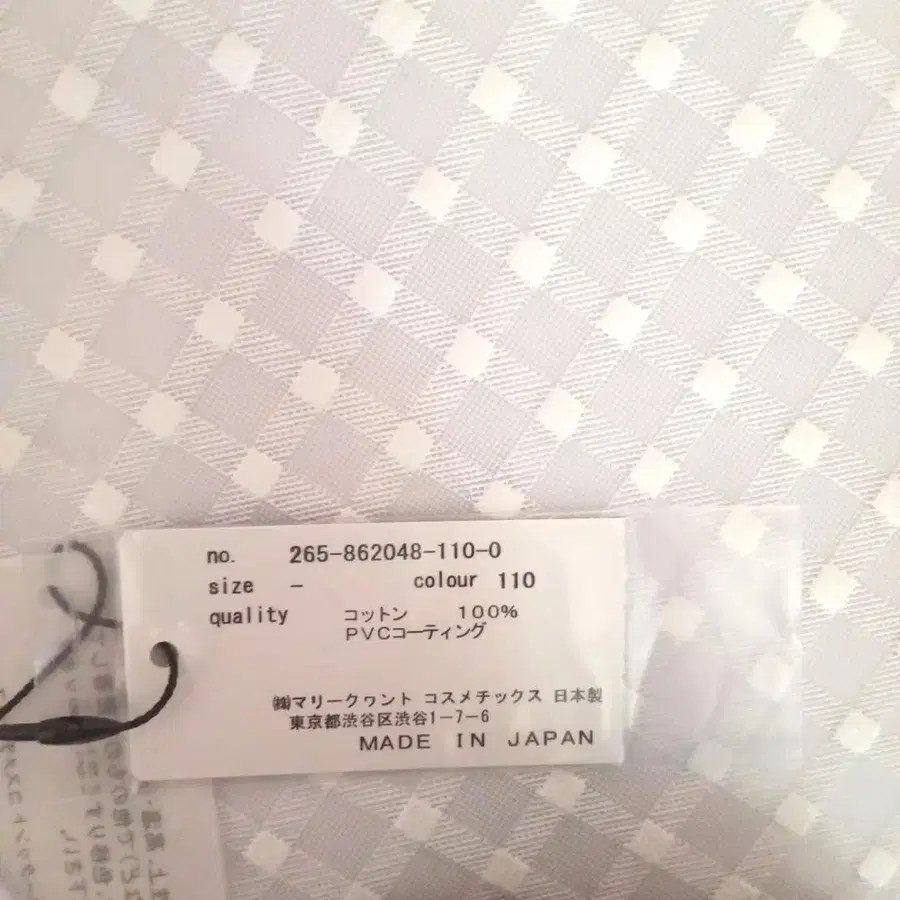 no. 265-862048-110-0
size - colour 110
quality コットン 100%
PVCコーティング
㈱マリークヮント コスメチックス 日本製
東京都渋谷区渋谷1-7-6
MADE IN JAPAN